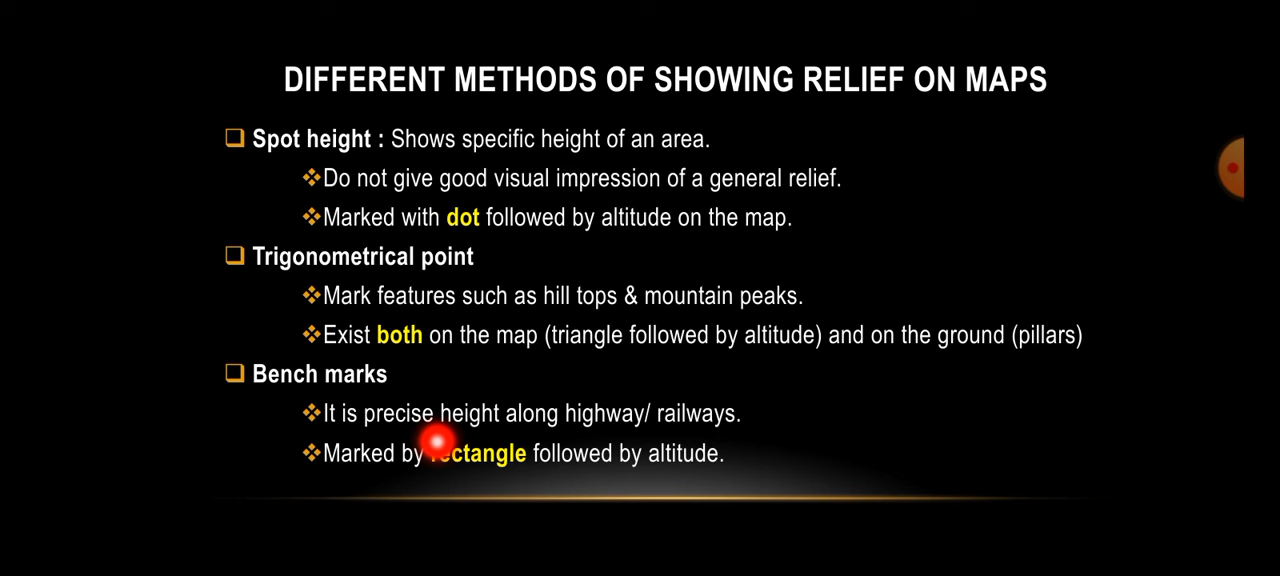 DIFFERENT METHODS OF SHOWING RELIEF ON MAPS
Spot height : Shows specific height of an area.
Do not give good visual impression of a general relief.
Marked with dot followed by altitude on the map.
Trigonometrical point
Mark features such as hill tops & mountain peaks.
Exist both on the map (triangle followed by altitude) and on the ground (pillars)
Bench marks
It is precise height along highway/ railways.
Marked by rectangle followed by altitude.